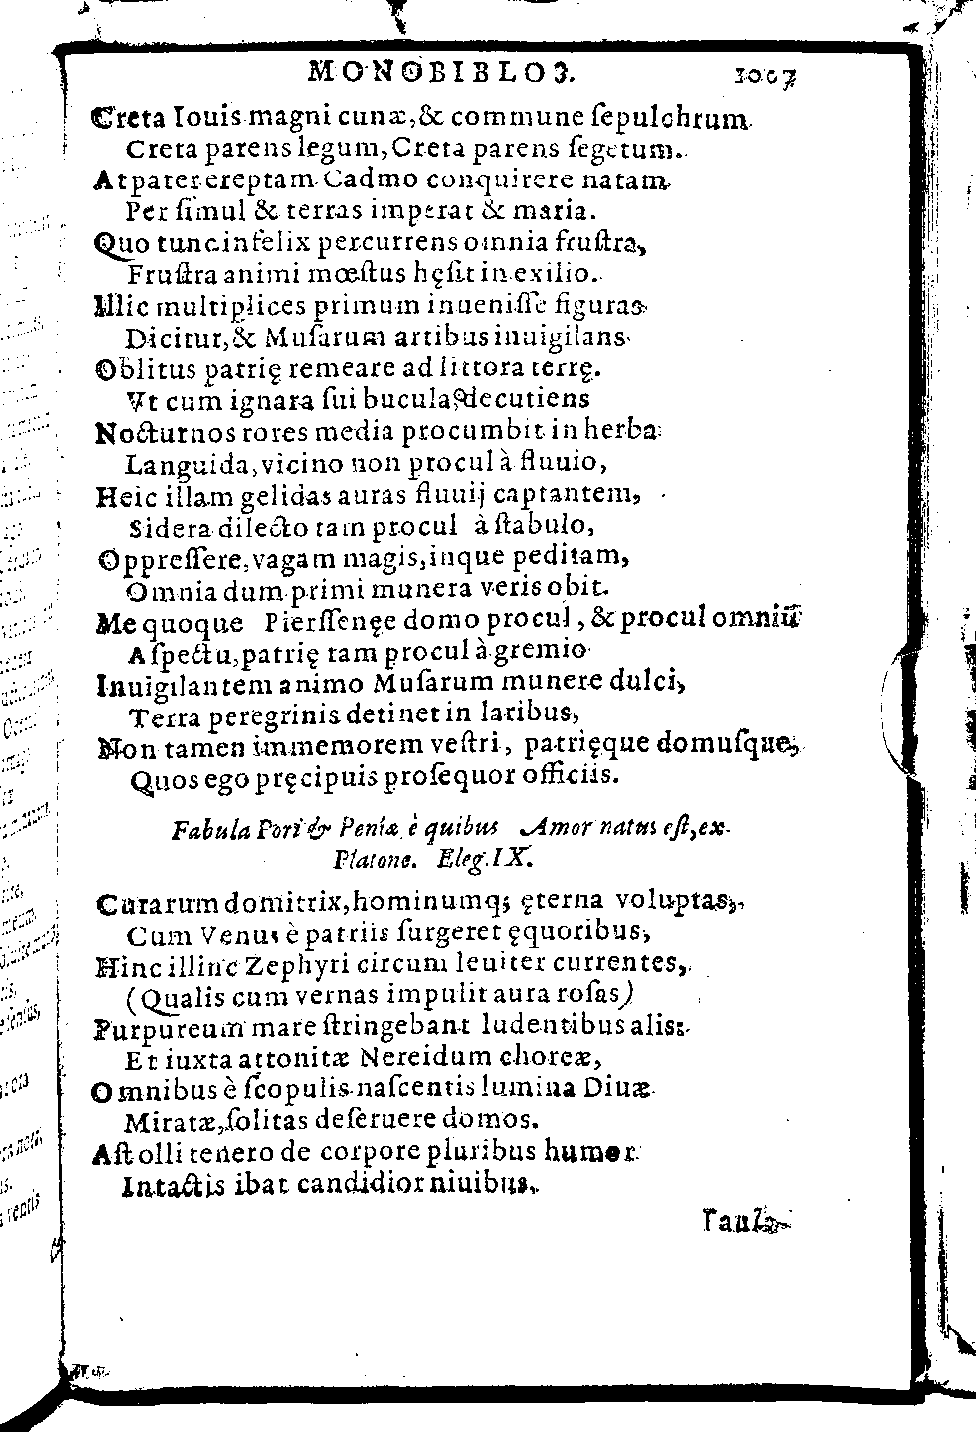 MONOBIBLOS. 1007
Creta Iouis magni cunæ, & commune ſepulchrum
Creta parens legum, Creta parens ſegetum.
At pater ereptam Cadmo conquirere natam
Per ſimul & terras imperat & maria.
Quo tunc infelix percurrens omnia fruſtra,
Fruſtra animi mœſtus hęſit in exilio.
Illic multiplices primum inueniſſe figuras
Dicitur, & Muſarum artibus inuigilans
Oblitus patrię remeare ad littora terrę.
Vt cum ignara ſui bucula, & decutiens
Nocturnos rores media procumbit in herba
Languida, vicino non procul à fluuio,
Heic illam gelidas auras fluuij captantem,
Sidera dilecto tam procul à ſtabulo,
Oppreſſere, vagam magis, inque peditam,
Omnia dum primi munera veris obit.
Me quoque Pierſſenęe domo procul, & procul omniū
Aſpectu, patrię tam procul à gremio
Inuigilantem animo Muſarum munere dulci,
Terra peregrinis detinet in laribus,
Non tamen immemorem veſtri, patrięque domuſque,
Quos ego pręcipuis proſequor officiis.
Fabula Pori & Peniæ è quibus Amor natus eſt, ex
Platone. Eleg. IX.
Curarum domitrix, hominumq; ęterna voluptas,
Cum Venus è patriis ſurgeret ęquoribus,
Hinc illinc Zephyri circum leuiter currentes,
(Qualis cum vernas impulit aura roſas)
Purpureum mare ſtringebant ludentibus alis:
Et iuxta attonitæ Nereidum choreæ,
Omnibus è ſcopulis naſcentis lumina Diuæ
Miratæ, ſolitas deſeruere domos.
Aſt olli tenero de corpore pluribus humor
Intactis ibat candidior niuibus,